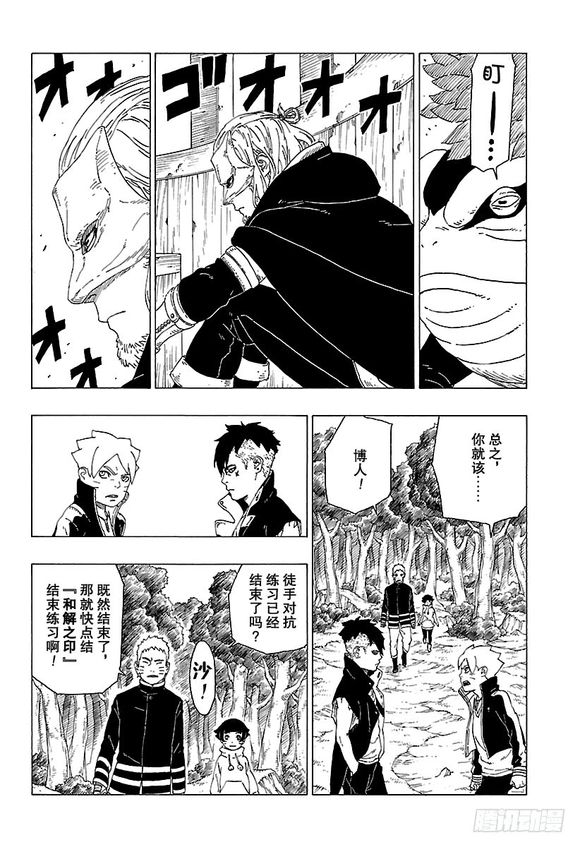 盯
！…
ゴオオオ
オオオ
オオ
总之，
你就该……
博人！
徒手对抗
练习已经
结束了吗？
沙！
既然结束了，
那就快点结
『和解之印』
结束练习啊！
腾讯动漫